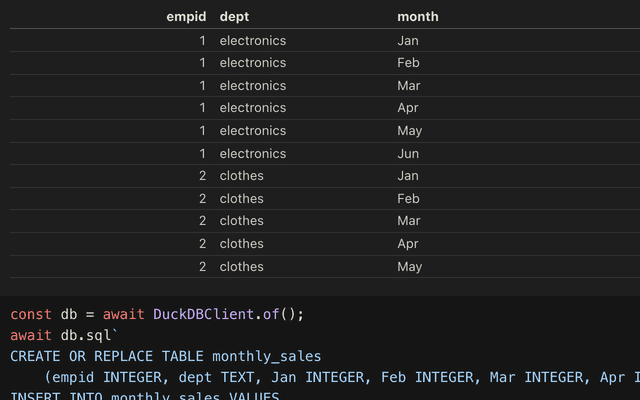 empid dept month
1 electronics Jan
1 electronics Feb
1 electronics Mar
1 electronics Apr
1 electronics May
1 electronics Jun
2 clothes Jan
2 clothes Feb
2 clothes Mar
2 clothes Apr
2 clothes May
const db = await DuckDBClient.of();
await db.sql`
CREATE OR REPLACE TABLE monthly_sales
(empid INTEGER, dept TEXT, Jan INTEGER, Feb INTEGER, Mar INTEGER, Apr I
INSERT INTO monthly_sales VALUES